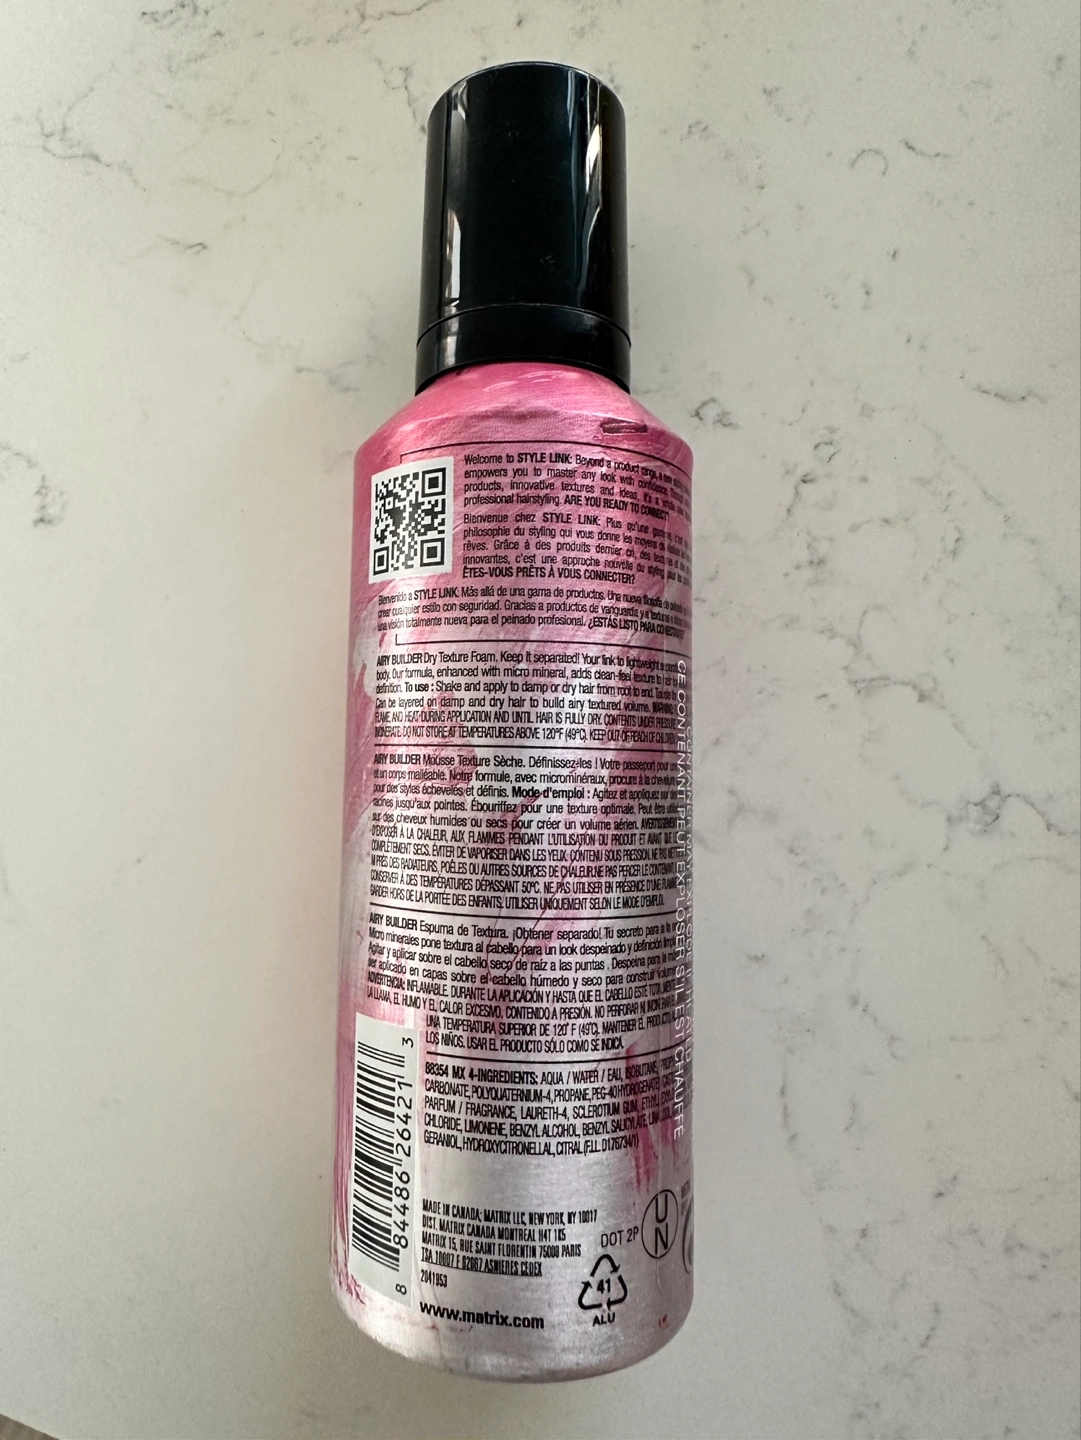 Welcome to STYLE LINK: Beyond a product range, a new
empowers you to master any look with confidence. Through
products, innovative textures and ideas, it's a whole
professional hairstyling. ARE YOU READY TO CONNECT?
Bienvenue chez STYLE LINK: Plus qu'une gamme, c'est
philosophie du styling qui vous donne les moyens de réaliser
rêves. Grâce à des produits dernier cri, des textures et des
innovantes, c'est une approche nouvelle du styling
ÊTES-VOUS PRÊTS À VOUS CONNECTER?
Bienvenido a STYLE LINK. Más allá de una gama de productos. Una nueva filosofía de
crear cualquier estilo con seguridad. Gracias a productos de vanguardia y a texturas
una visión totalmente nueva para el peinado profesional. ¿ESTÁS LISTO PARA CONECTARTE?
AIRY BUILDER Dry Texture Foam. Keep it separated! Your link to lightweight
body. Our formula, enhanced with micro mineral, adds clean-feel texture to hair
definition. To use : Shake and apply to damp or dry hair from root to end. Tousle
Can be layered on damp and dry hair to build airy textured volume. WARNING
FLAME, AND HEAT DURING APPLICATION AND UNTIL HAIR IS FULLY DRY. CONTENTS UNDER PRESSURE
INCINERATE. DO NOT STORE AT TEMPERATURES ABOVE 120°F (49°C). KEEP OUT OF REACH OF CHILDREN
AIRY BUILDER Mousse Texture Sèche. Définissez-les ! Votre passeport pour
et un corps malléable. Notre formule, avec microminéraux, procure à la chevelure
pour des styles échevelés et définis. Mode d'emploi : Agitez et appliquez sur des
racines jusqu'aux pointes. Ébouriffez pour une texture optimale. Peut être
sur des cheveux humides ou secs pour créer un volume aérien. AVERTISSEMENT
D'EXPOSER À LA CHALEUR, AUX FLAMMES PENDANT L'UTILISATION DU PRODUIT ET AVANT QUE
COMPLÈTEMENT SECS. ÉVITER DE VAPORISER DANS LES YEUX. CONTENU SOUS PRESSION. NE PAS METTRE
NI PRÈS DES RADIATEURS, POÊLES OU AUTRES SOURCES DE CHALEUR. NE PAS PERCER LE CONTENANT
CONSERVER À DES TEMPÉRATURES DÉPASSANT 50°C. NE PAS UTILISER EN PRÉSENCE D'UNE FLAMME
GARDER HORS DE LA PORTÉE DES ENFANTS. UTILISER UNIQUEMENT SELON LE MODE D'EMPLOI.
AIRY BUILDER Espuma de Textura. ¡Obtener separado! Tu secreto para
Micro minerales pone textura al cabello para un look despeinado y definición
Agitar y aplicar sobre el cabello seco de raíz a las puntas. Despeina para
ser aplicado en capas sobre el cabello húmedo y seco para construir
ADVERTENCIA: INFLAMABLE. DURANTE LA APLICACIÓN Y HASTA QUE EL CABELLO ESTÉ
LA LLAMA, EL HUMO Y EL CALOR EXCESIVO. CONTENIDO A PRESIÓN. NO PERFORAR NI INCINERAR
UNA TEMPERATURA SUPERIOR DE 120°F (49°C). MANTENER EL PRODUCTO
LOS NIÑOS. USAR EL PRODUCTO SÓLO COMO SE INDICA.
88354 MX 4-INGREDIENTS: AQUA / WATER / EAU, ISOBUTANE,
CARBONATE, POLYQUATERNIUM-4, PROPANE, PEG-40 HYDROGENATED
PARFUM / FRAGRANCE, LAURETH-4, SCLEROTIUM GUM,
CHLORIDE, LIMONENE, BENZYL ALCOHOL, BENZYL SALICYLATE,
GERANIOL, HYDROXYCITRONELLAL, CITRAL (F.I.L. D176734/1)
MADE IN CANADA; MATRIX LLC, NEW YORK, NY 10017
DIST. MATRIX CANADA MONTREAL H4T 1K5
MATRIX 15, RUE SAINT FLORENTIN 75008 PARIS
TSA 10007 F 92667 ASNIERES CEDEX
2041953
www.matrix.com
8 84486 26421 3
DOT 2P
UN
41
ALU
CONTAINER MAY EXPLODE IF HEATED
CE CONTENANT PEUT EXPLOSER S'IL EST CHAUFFÉ